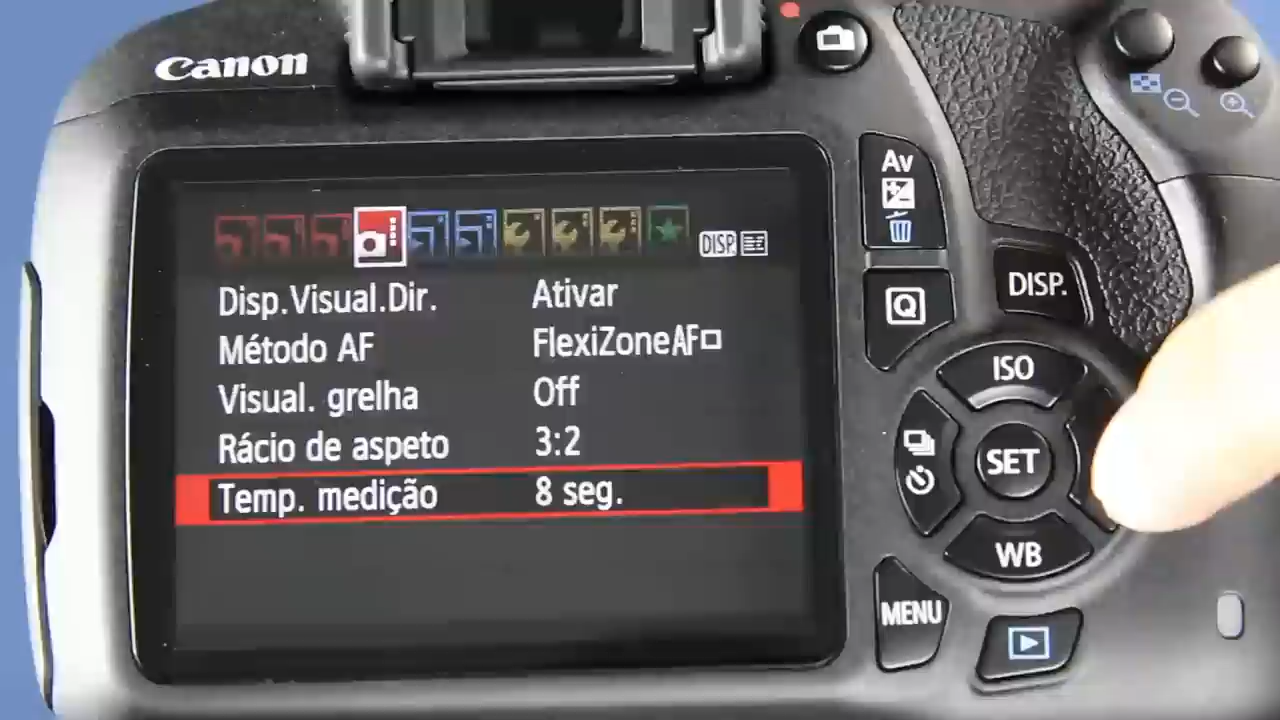 Canon
DISP
Disp.Visual.Dir. Ativar
Método AF FlexiZoneAF
Visual. grelha Off
Rácio de aspeto 3:2
Temp. medição 8 seg.
Av
Q
DISP.
ISO
SET
WB
MENU